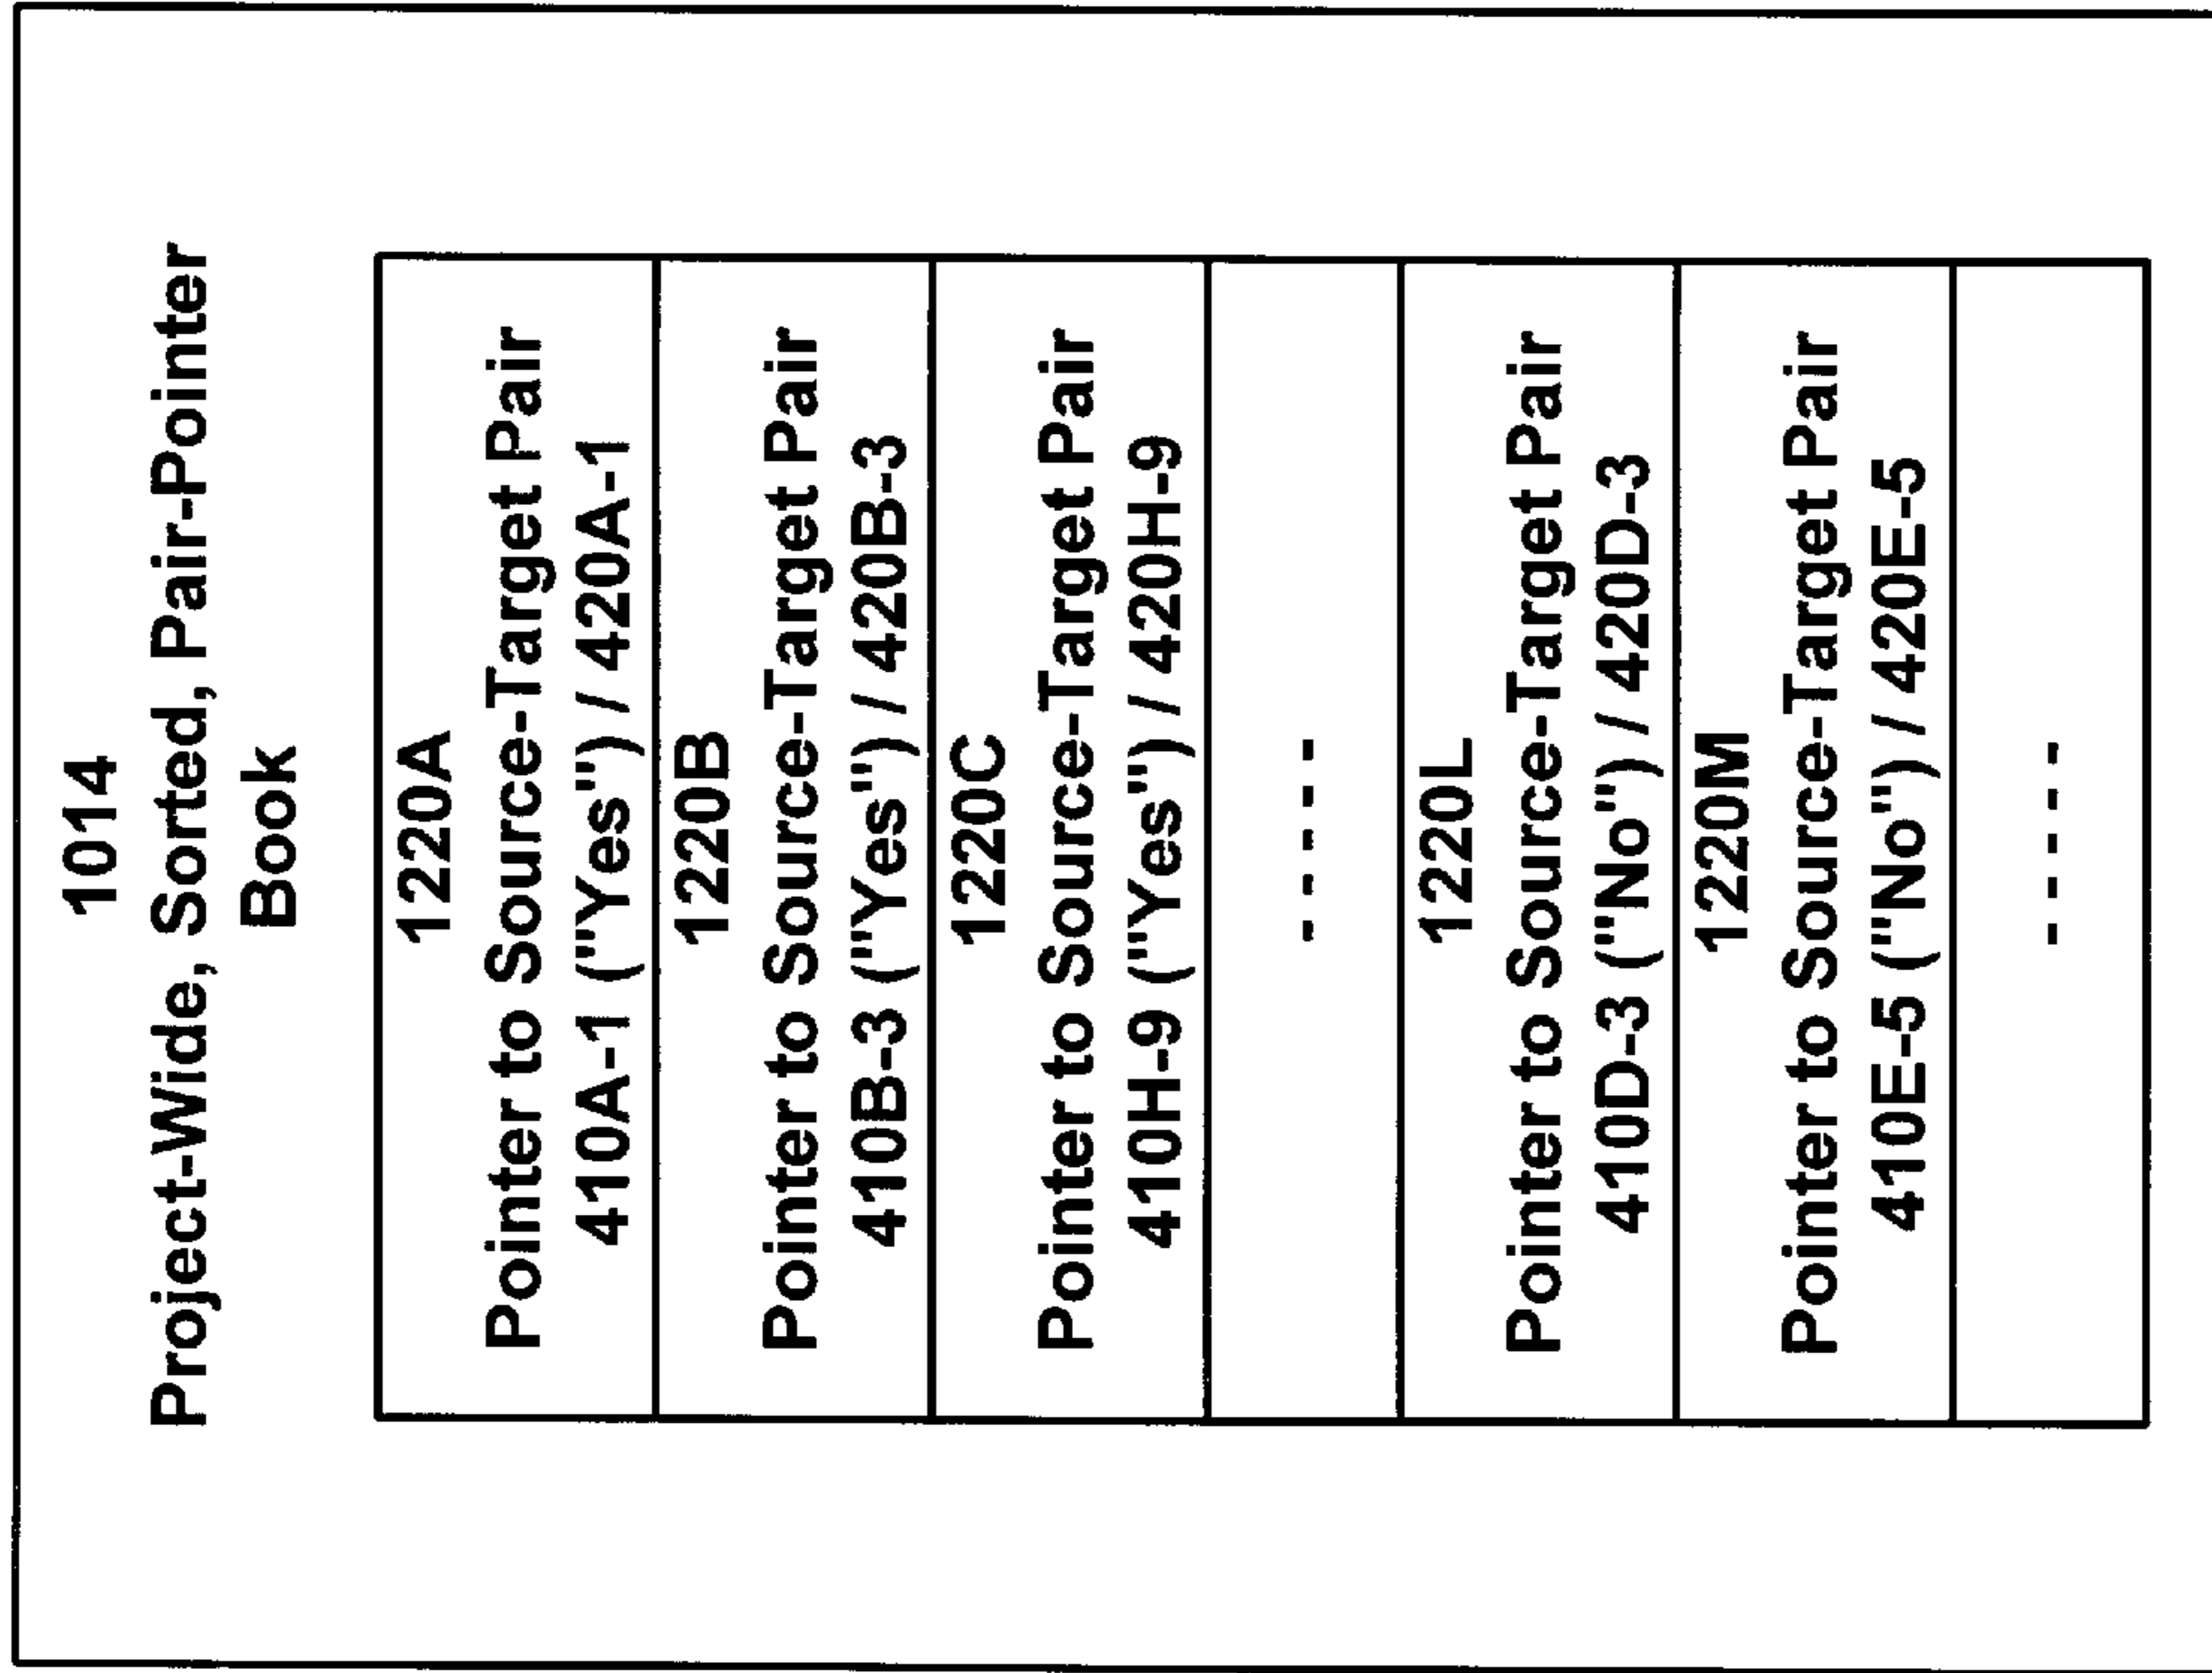 1014
Project-Wide, Sorted, Pair-Pointer
Book
1220A
Pointer to Source-Target Pair
410A-1 ("Yes") / 420A-1
1220B
Pointer to Source-Target Pair
410B-3 ("Yes") / 420B-3
1220C
Pointer to Source-Target Pair
410H-9 ("Yes") / 420H-9
- - - - -
1220L
Pointer to Source-Target Pair
410D-3 ("No") / 420D-3
1220M
Pointer to Source-Target Pair
410E-5 ("No") / 420E-5
- - - - -